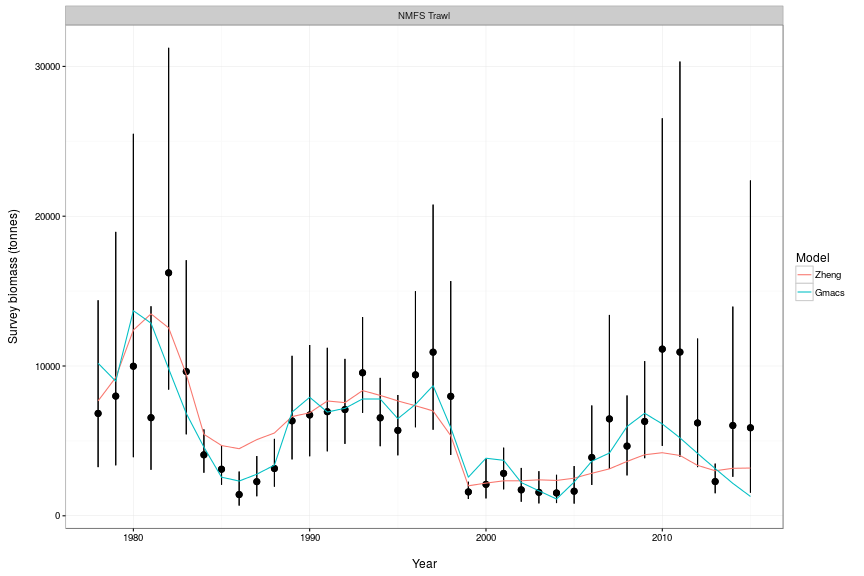 NMFS Trawl
30000
20000
10000
0
Survey biomass (tonnes)
1980
1990
2000
2010
Year
Model
Zheng
Gmacs